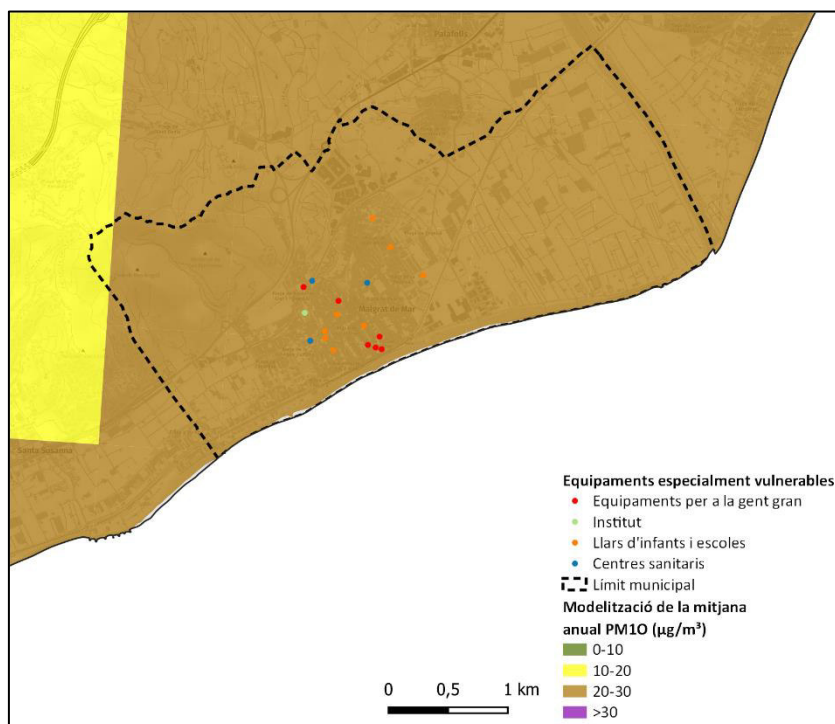 Palafolls
Malgrat de Mar
Santa Susanna
Equipaments especialment vulnerables
Equipaments per a la gent gran
Institut
Llars d'infants i escoles
Centres sanitaris
Límit municipal
Modelització de la mitjana
anual PM10 (µg/m³)
0-10
10-20
20-30
>30
0 0,5 1 km